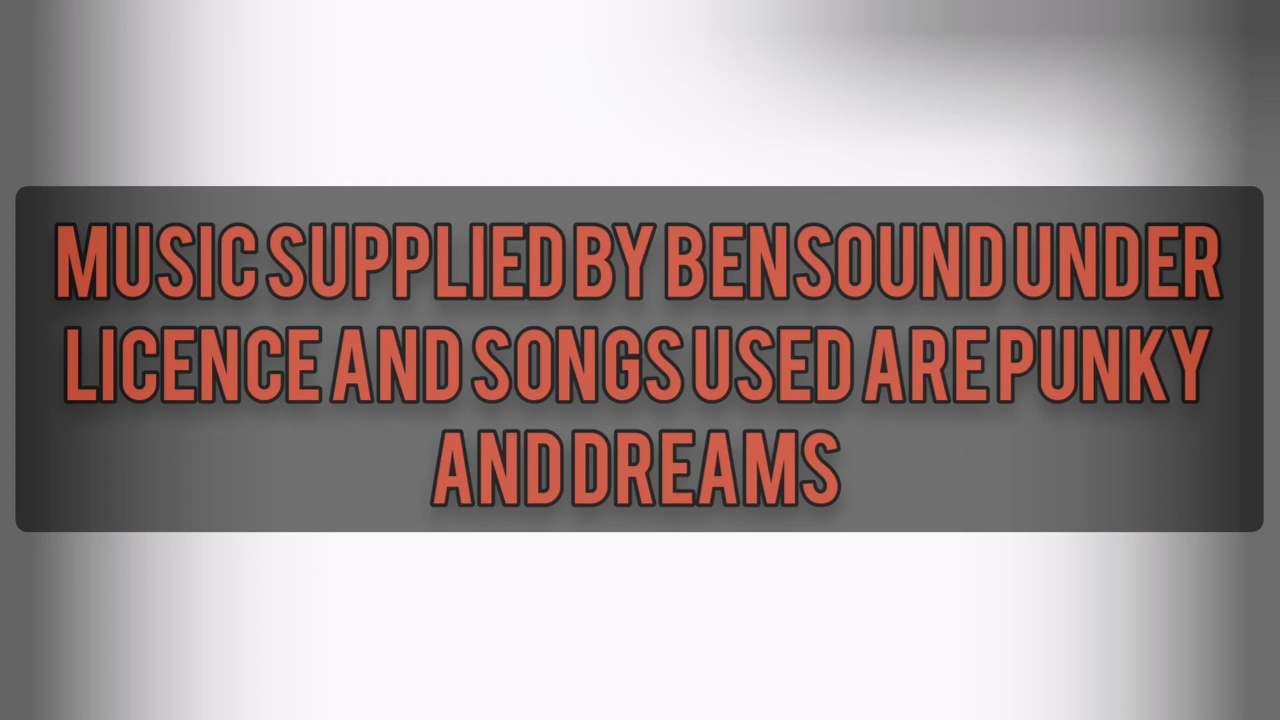 MUSIC SUPPLIED BY BENSOUND UNDER
LICENCE AND SONGS USED ARE PUNKY
AND DREAMS